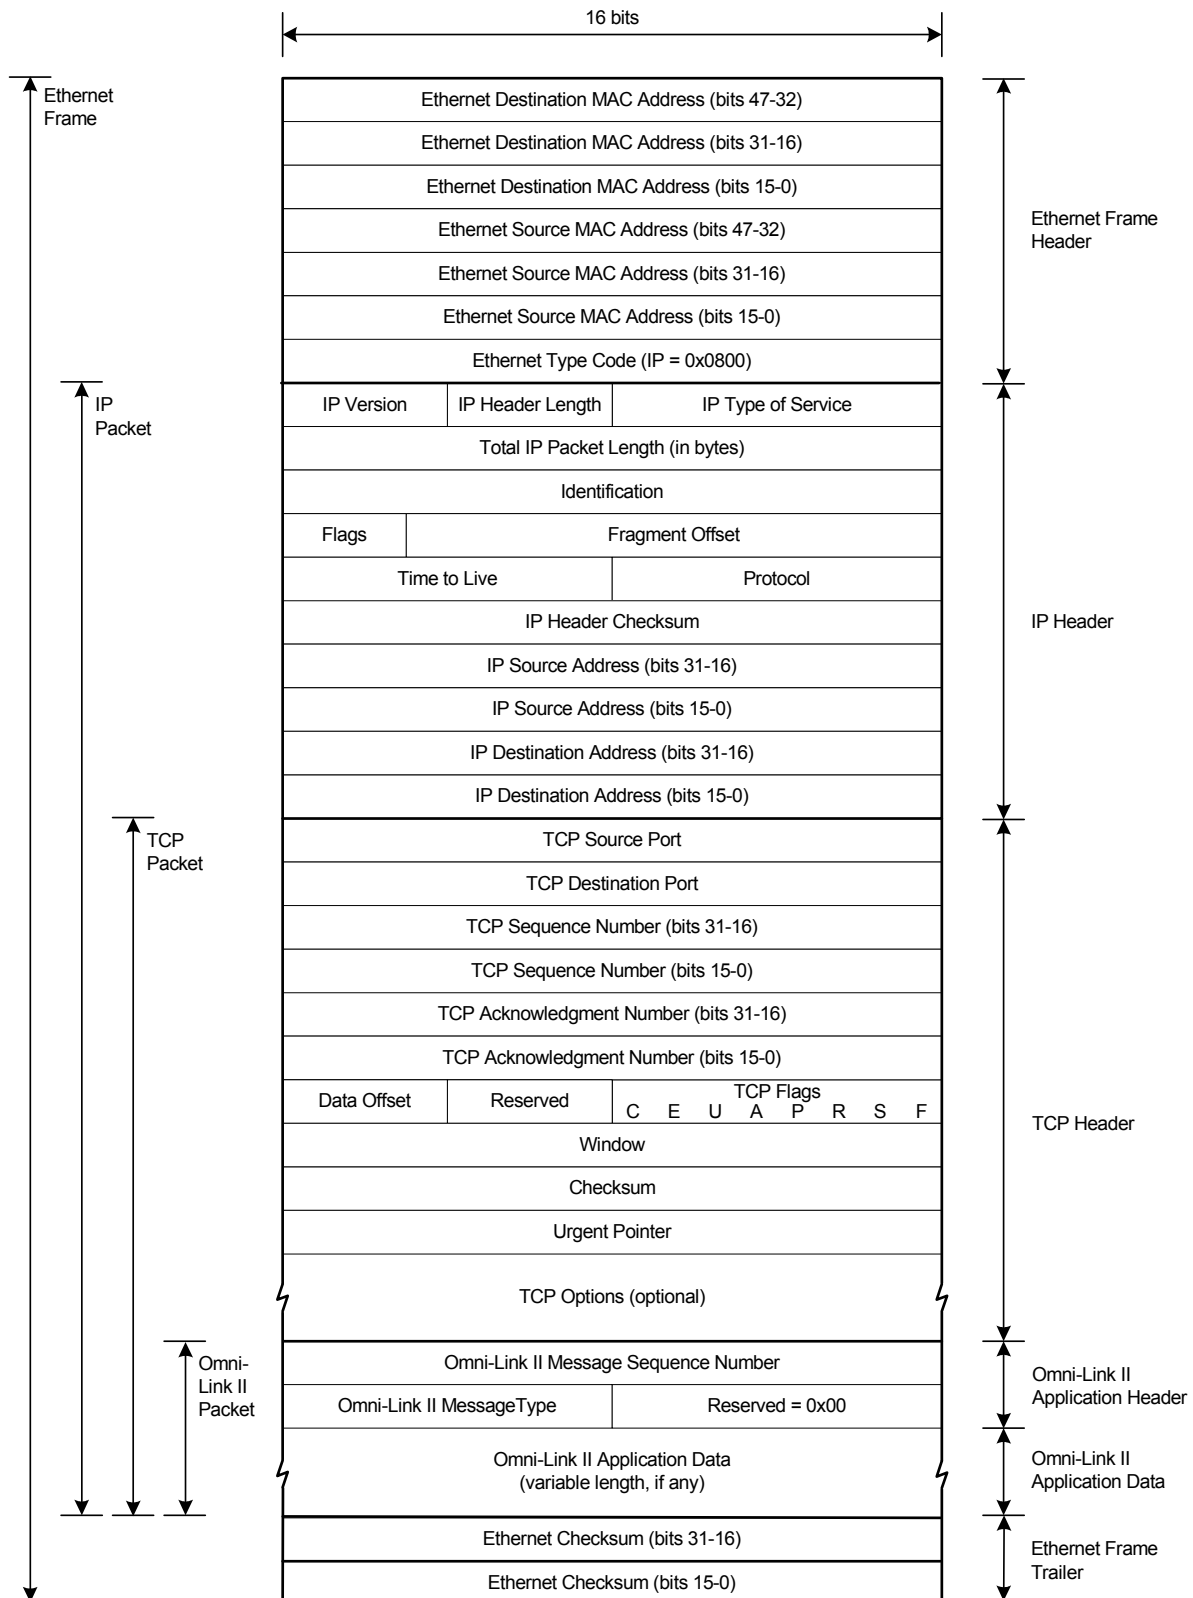 16 bits
Ethernet
Frame
Ethernet Destination MAC Address (bits 47-32)
Ethernet Destination MAC Address (bits 31-16)
Ethernet Destination MAC Address (bits 15-0)
Ethernet Source MAC Address (bits 47-32)
Ethernet Source MAC Address (bits 31-16)
Ethernet Source MAC Address (bits 15-0)
Ethernet Type Code (IP = 0x0800)
Ethernet Frame
Header
IP
Packet
IP Version
IP Header Length
IP Type of Service
Total IP Packet Length (in bytes)
Identification
Flags
Fragment Offset
Time to Live
Protocol
IP Header Checksum
IP Source Address (bits 31-16)
IP Source Address (bits 15-0)
IP Destination Address (bits 31-16)
IP Destination Address (bits 15-0)
IP Header
TCP
Packet
TCP Source Port
TCP Destination Port
TCP Sequence Number (bits 31-16)
TCP Sequence Number (bits 15-0)
TCP Acknowledgment Number (bits 31-16)
TCP Acknowledgment Number (bits 15-0)
Data Offset
Reserved
TCP Flags
C E U A P R S F
Window
Checksum
Urgent Pointer
TCP Options (optional)
TCP Header
Omni-
Link II
Packet
Omni-Link II Message Sequence Number
Omni-Link II MessageType
Reserved = 0x00
Omni-Link II
Application Header
Omni-Link II Application Data
(variable length, if any)
Omni-Link II
Application Data
Ethernet Checksum (bits 31-16)
Ethernet Checksum (bits 15-0)
Ethernet Frame
Trailer